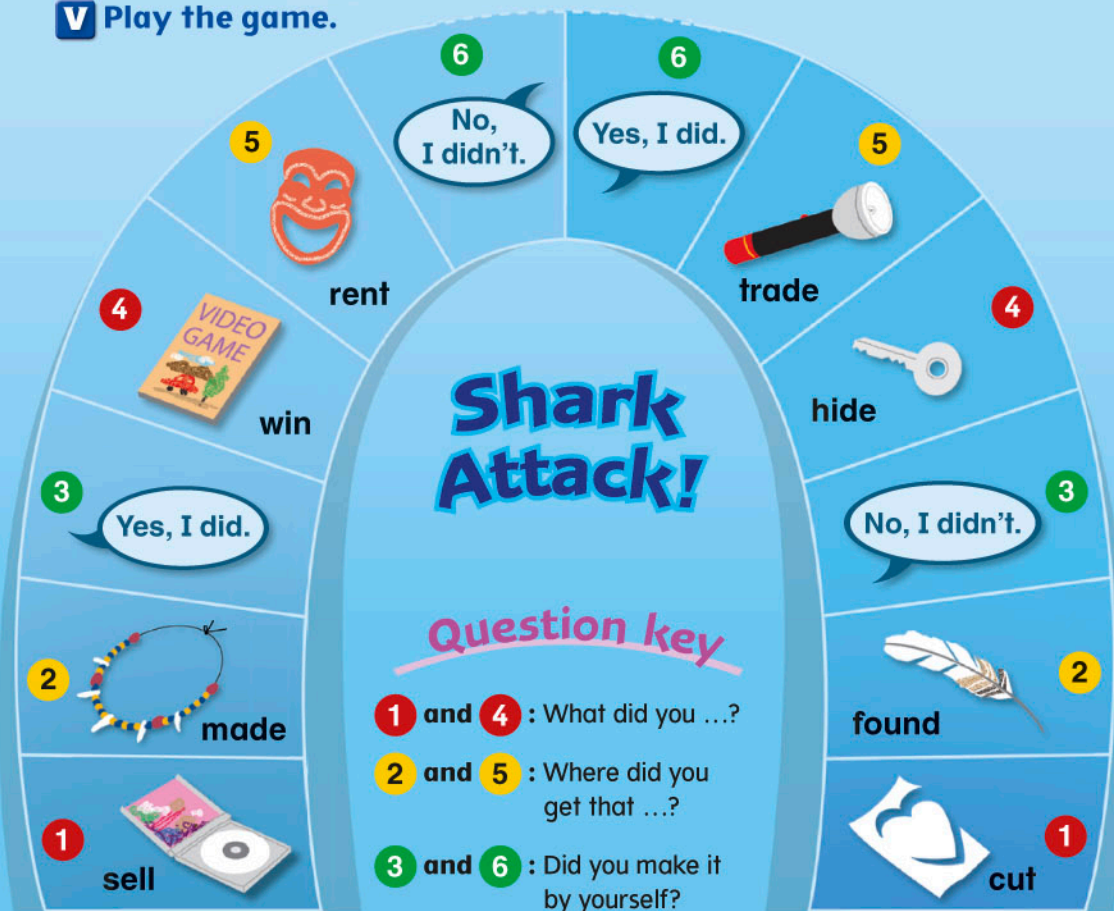 V Play the game.
6
No,
I didn't.
6
Yes, I did.
5
rent
5
trade
4
VIDEO
GAME
win
4
hide
3
Yes, I did.
3
No, I didn't.
2
made
2
found
1
sell
1
cut
Shark
Attack!
Question key
1 and 4 : What did you ...?
2 and 5 : Where did you
get that ...?
3 and 6 : Did you make it
by yourself?